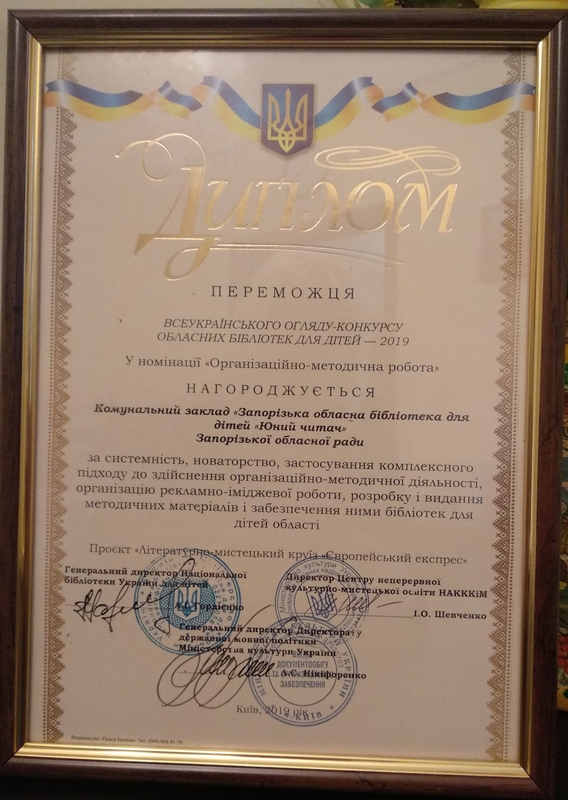 Диплом
ПЕРЕМОЖЦЯ
ВСЕУКРАЇНСЬКОГО ОГЛЯДУ-КОНКУРСУ
ОБЛАСНИХ БІБЛІОТЕК ДЛЯ ДІТЕЙ — 2019
У номінації «Організаційно-методична робота»
НАГОРОДЖУЄТЬСЯ
Комунальний заклад «Запорізька обласна бібліотека для
дітей «Юний читач»
Запорізької обласної ради
за системність, новаторство, застосування комплексного
підходу до здійснення організаційно-методичної діяльності,
організацію рекламно-іміджевої роботи, розробку і видання
методичних матеріалів і забезпечення ними бібліотек для
дітей області
Проєкт «Літературно-мистецький круїз «Європейський експрес»
Генеральний директор Національної
бібліотеки України для дітей
А.І. Гордієнко
Директор Центру неперервної
культурно-мистецької освіти НАКККіМ
І.О. Шевченко
Генеральний директор Директорату
державної мовної політики
Міністерства культури України
А.С. Нікіфоренко
ДОКУМЕНТООБІГУ
ЗАБЕЗПЕЧЕННЯ
Київ, 2019 рік